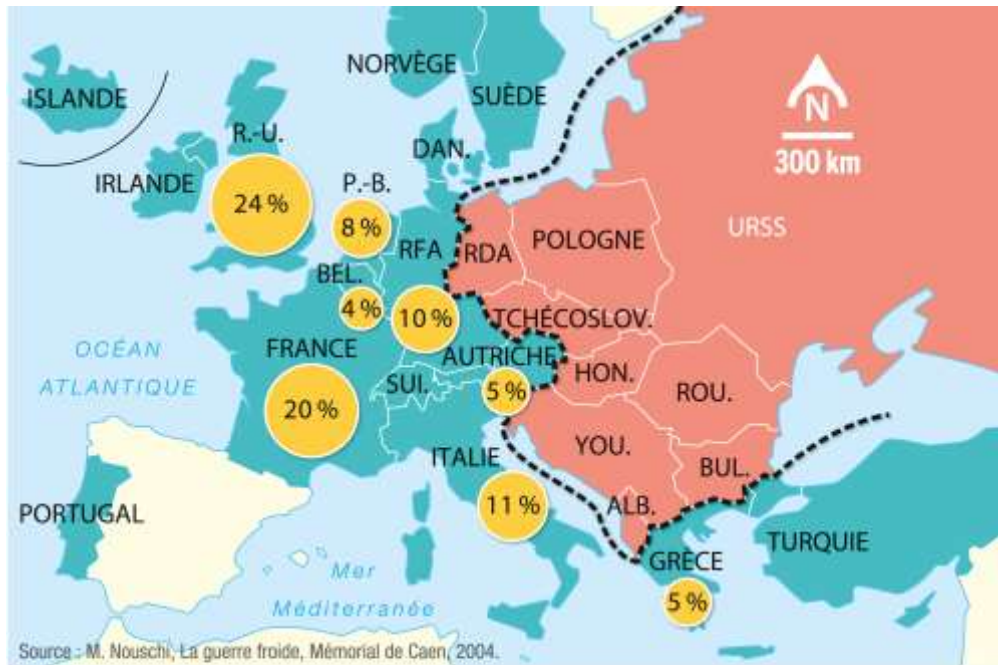 NORVÈGE
ISLANDE
SUÈDE
N
300 km
R.-U.
DAN.
IRLANDE
P.-B.
24 %
8 %
RFA
RDA
POLOGNE
URSS
BEL.
4 %
10 %
TCHÉCOSLOV.
OCÉAN
ATLANTIQUE
FRANCE
AUTRICHE
SUI.
HON.
5 %
ROU.
20 %
YOU.
ITALIE
BUL.
11 %
ALB.
PORTUGAL
TURQUIE
GRÈCE
Mer
Méditerranée
5 %
Source : M. Nouschi, La guerre froide, Mémorial de Caen, 2004.